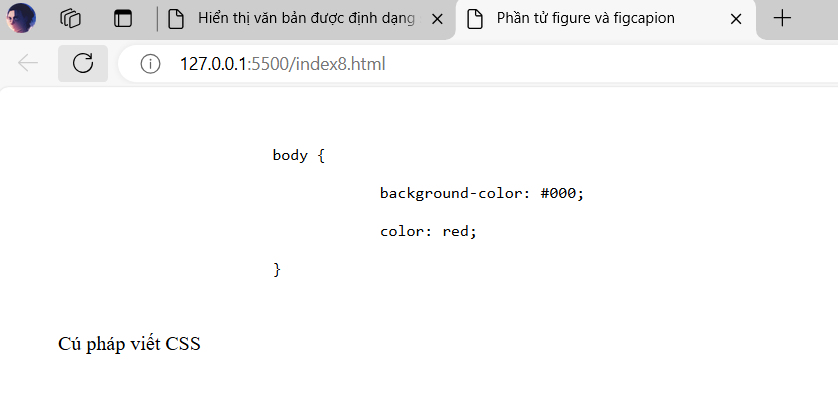 Hiển thị văn bản được định dạng
Phần tử figure và figcapion
127.0.0.1:5500/index8.html
body {
background-color: #000;
color: red;
}
Cú pháp viết CSS